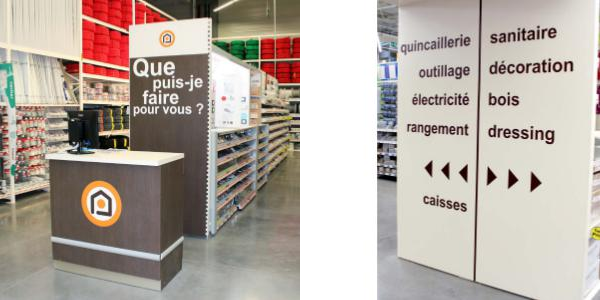 Que
puis-je
faire
pour vous ?
quincaillerie
outillage
électricité
rangement
caisses
sanitaire
décoration
bois
dressing